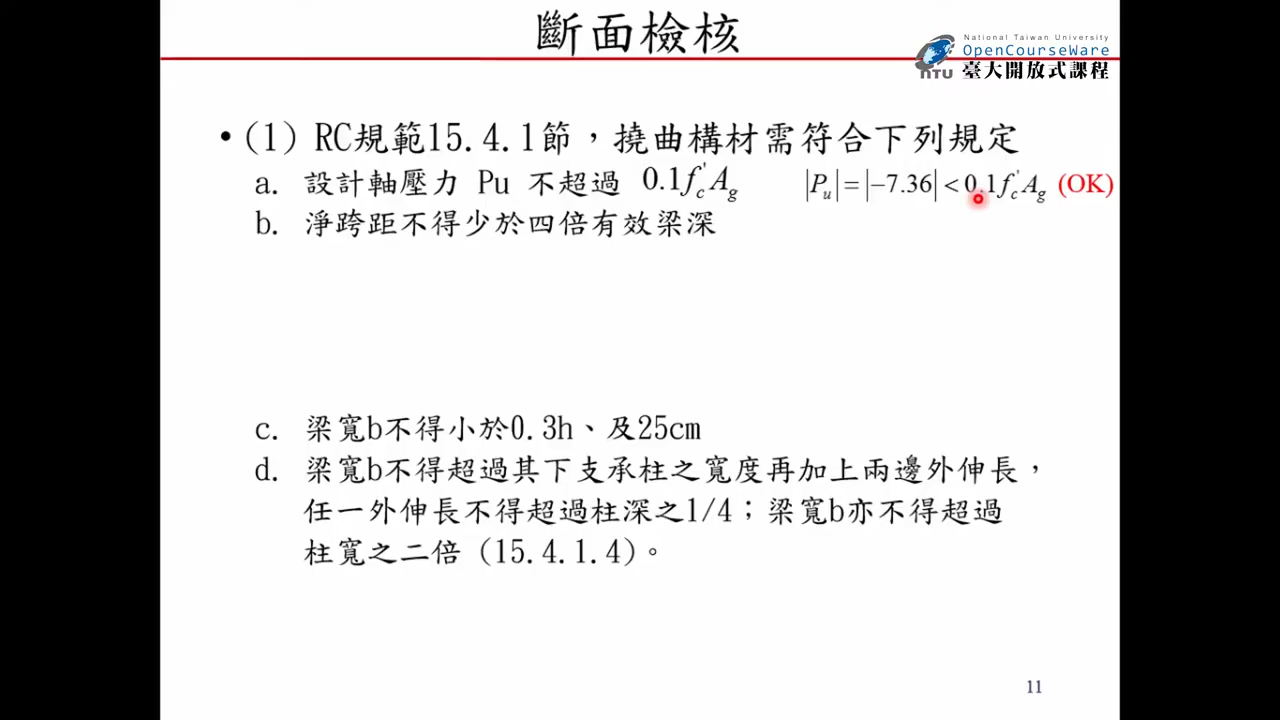 斷面檢核
National Taiwan University
OpenCourseWare
NTU 臺大開放式課程
• (1) RC規範15.4.1節，撓曲構材需符合下列規定
a. 設計軸壓力 Pu 不超過 0.1f'cAg |Pu|=|−7.36|<0.1f'cAg (OK)
b. 淨跨距不得少於四倍有效梁深
c. 梁寬b不得小於0.3h、及25cm
d. 梁寬b不得超過其下支承柱之寬度再加上兩邊外伸長，
任一外伸長不得超過柱深之1/4；梁寬b亦不得超過
柱寬之二倍 (15.4.1.4)。
11